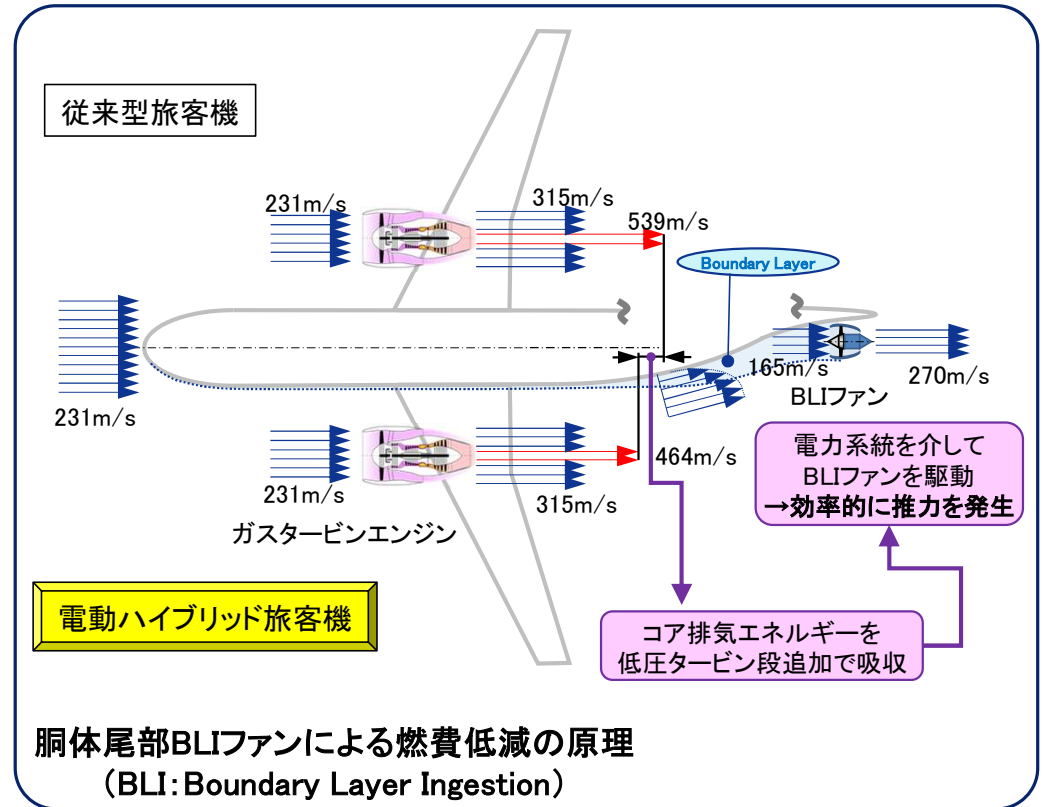 従来型旅客機
231m/s
315m/s
539m/s
Boundary Layer
231m/s
165m/s
270m/s
BLIファン
464m/s
231m/s
315m/s
ガスタービンエンジン
電力系統を介して
BLIファンを駆動
→効率的に推力を発生
電動ハイブリッド旅客機
コア排気エネルギーを
低圧タービン段追加で吸収
胴体尾部BLIファンによる燃費低減の原理
(BLI:Boundary Layer Ingestion)